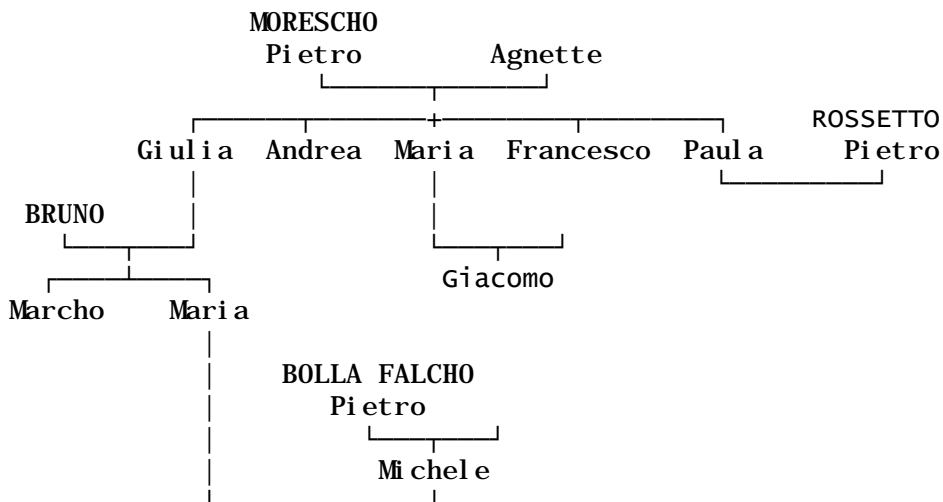 MORESCHO
Pietro Agnette
ROSSETTO
Giulia Andrea Maria Francesco Paula Pietro
BRUNO
Giacomo
Marcho Maria
BOLLA FALCHO
Pietro
Michele